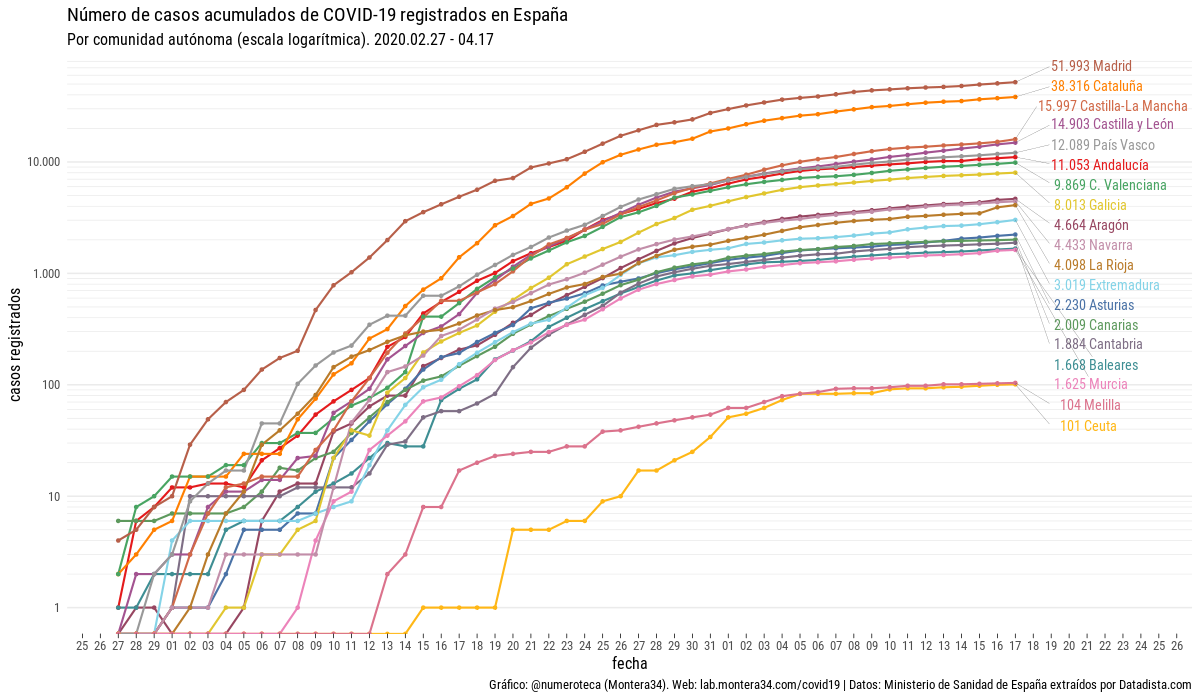 Número de casos acumulados de COVID-19 registrados en España
Por comunidad autónoma (escala logarítmica). 2020.02.27 - 04.17
casos registrados
10.000
1.000
100
10
1
51.993 Madrid
38.316 Cataluña
15.997 Castilla-La Mancha
14.903 Castilla y León
12.089 País Vasco
11.053 Andalucía
9.869 C. Valenciana
8.013 Galicia
4.664 Aragón
4.433 Navarra
4.098 La Rioja
3.019 Extremadura
2.230 Asturias
2.009 Canarias
1.884 Cantabria
1.668 Baleares
1.625 Murcia
104 Melilla
101 Ceuta
25 26 27 28 29 01 02 03 04 05 06 07 08 09 10 11 12 13 14 15 16 17 18 19 20 21 22 23 24 25 26 27 28 29 30 31 01 02 03 04 05 06 07 08 09 10 11 12 13 14 15 16 17 18 19 20 21 22 23 24 25 26
fecha
Gráfico: @numeroteca (Montera34). Web: lab.montera34.com/covid19 | Datos: Ministerio de Sanidad de España extraídos por Datadista.com